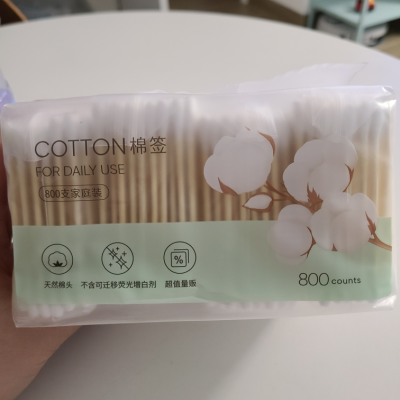 COTTON棉签
FOR DAILY USE
800支家庭装
%
天然棉头 不含可迁移荧光增白剂 超值量贩
800 counts